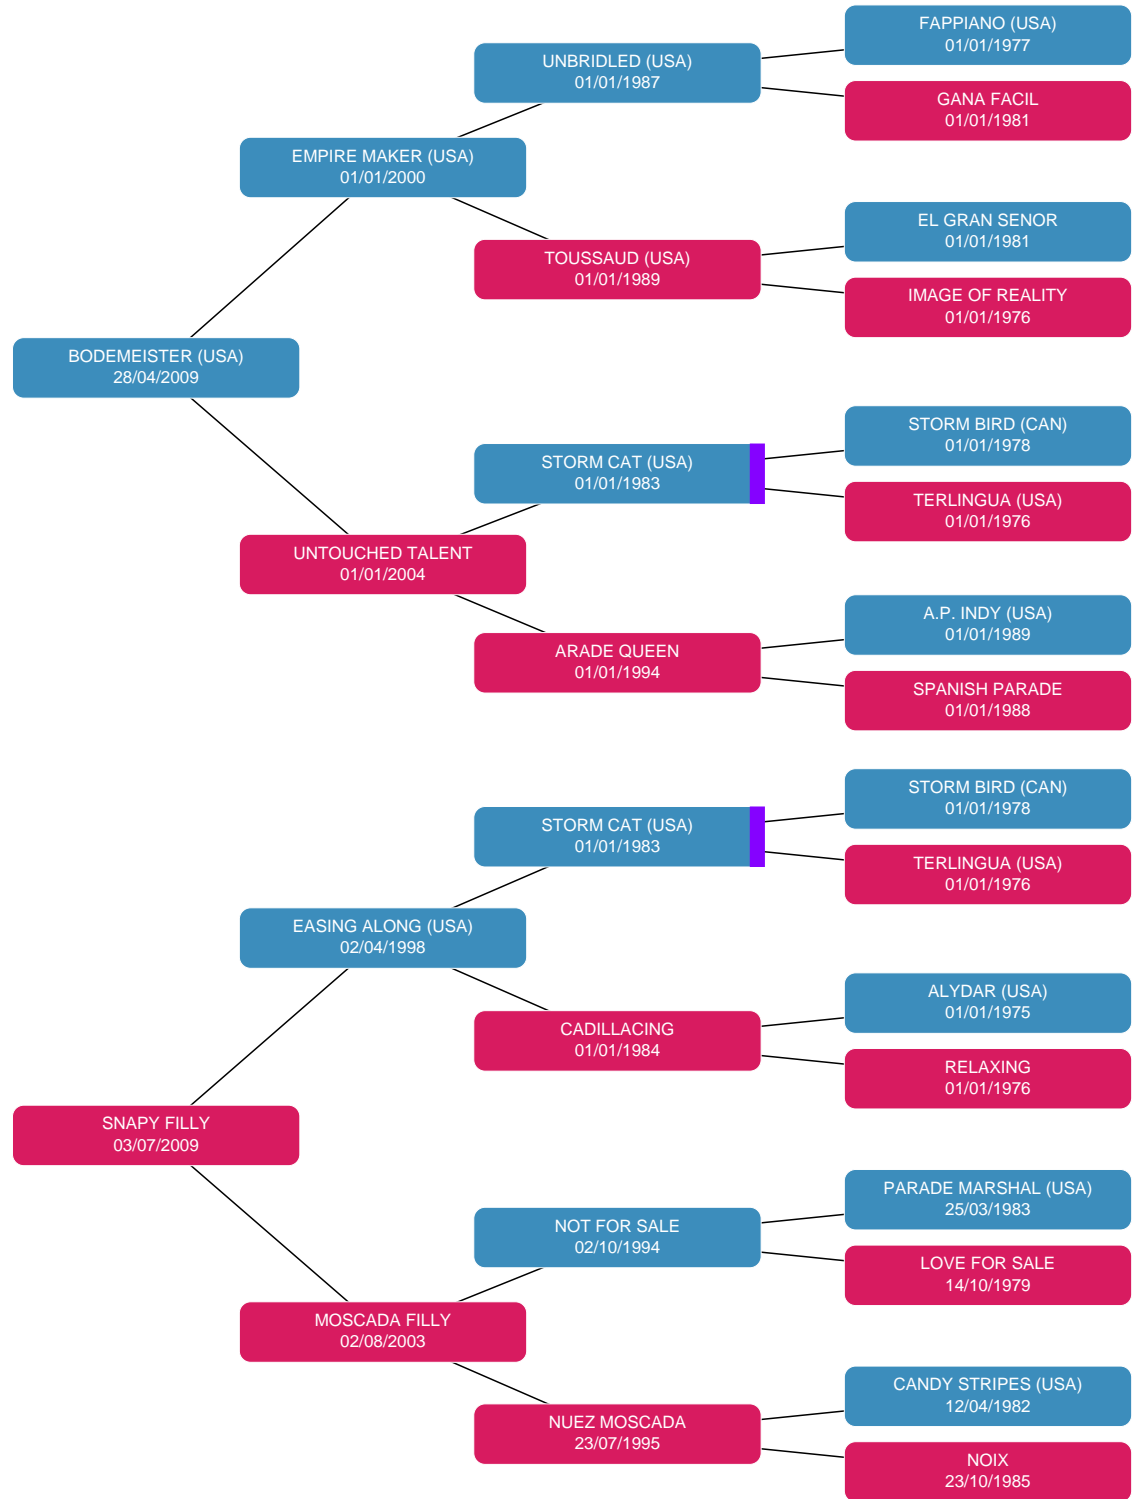 FAPPIANO (USA)
01/01/1977
UNBRIDLED (USA)
01/01/1987
GANA FACIL
01/01/1981
EMPIRE MAKER (USA)
01/01/2000
EL GRAN SENOR
01/01/1981
TOUSSAUD (USA)
01/01/1989
IMAGE OF REALITY
01/01/1976
BODEMEISTER (USA)
28/04/2009
STORM BIRD (CAN)
01/01/1978
STORM CAT (USA)
01/01/1983
TERLINGUA (USA)
01/01/1976
UNTOUCHED TALENT
01/01/2004
A.P. INDY (USA)
01/01/1989
ARADE QUEEN
01/01/1994
SPANISH PARADE
01/01/1988
STORM BIRD (CAN)
01/01/1978
STORM CAT (USA)
01/01/1983
TERLINGUA (USA)
01/01/1976
EASING ALONG (USA)
02/04/1998
ALYDAR (USA)
01/01/1975
CADILLACING
01/01/1984
RELAXING
01/01/1976
SNAPY FILLY
03/07/2009
PARADE MARSHAL (USA)
25/03/1983
NOT FOR SALE
02/10/1994
LOVE FOR SALE
14/10/1979
MOSCADA FILLY
02/08/2003
CANDY STRIPES (USA)
12/04/1982
NUEZ MOSCADA
23/07/1995
NOIX
23/10/1985